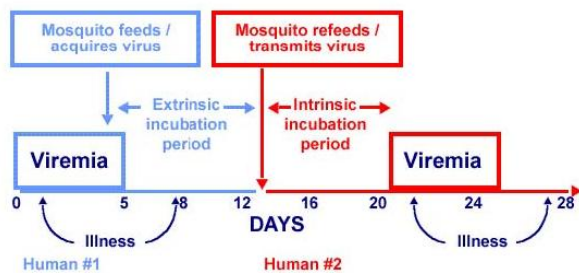 Mosquito feeds /
acquires virus
Mosquito refeeds /
transmits virus
Extrinsic
incubation
period
Intrinsic
incubation
period
Viremia
Viremia
0 5 8 12 16 20 24 28
DAYS
Illness
Illness
Human #1
Human #2